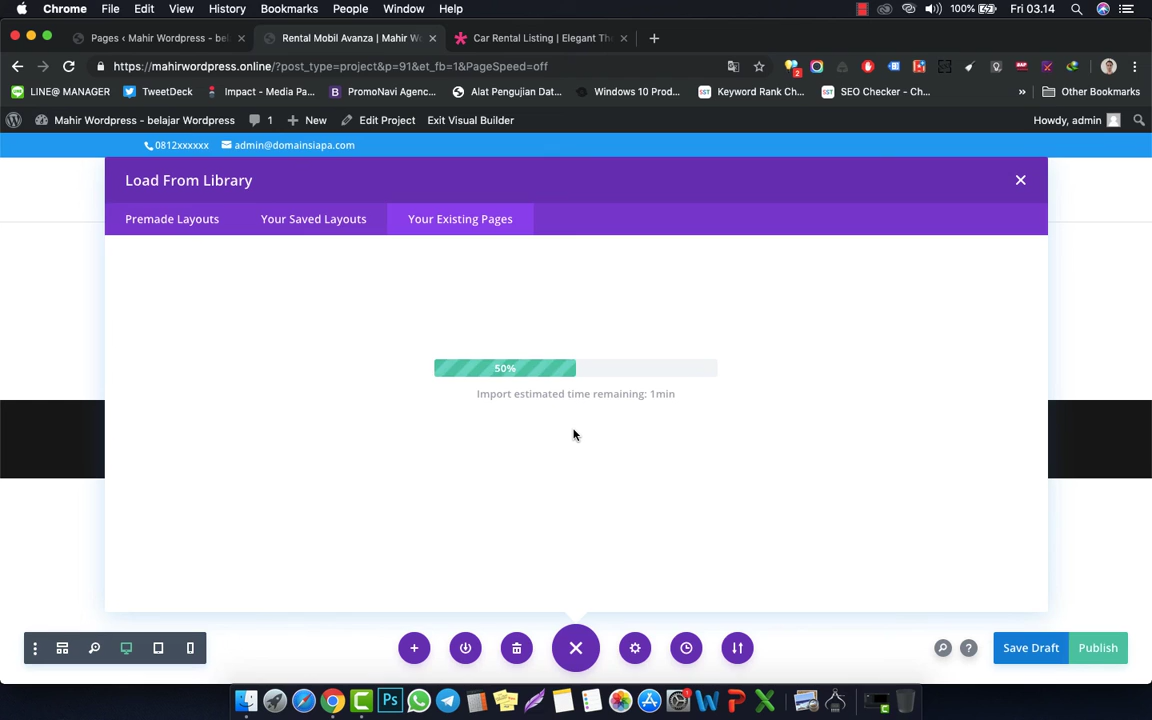 Chrome File Edit View History Bookmarks People Window Help 100% Fri 03.14
Pages ‹ Mahir Wordpress - bel
Rental Mobil Avanza | Mahir W
Car Rental Listing | Elegant Th
https://mahirwordpress.online/?post_type=project&p=91&et_fb=1&PageSpeed=off
LINE@ MANAGER TweetDeck Impact - Media Pa... PromoNavi Agenc... Alat Pengujian Dat... Windows 10 Prod... Keyword Rank Ch... SEO Checker - Ch... » Other Bookmarks
Mahir Wordpress - belajar Wordpress 1 New Edit Project Exit Visual Builder Howdy, admin
0812xxxxxx admin@domainsiapa.com
Load From Library
Premade Layouts Your Saved Layouts Your Existing Pages
50%
Import estimated time remaining: 1min
Save Draft Publish